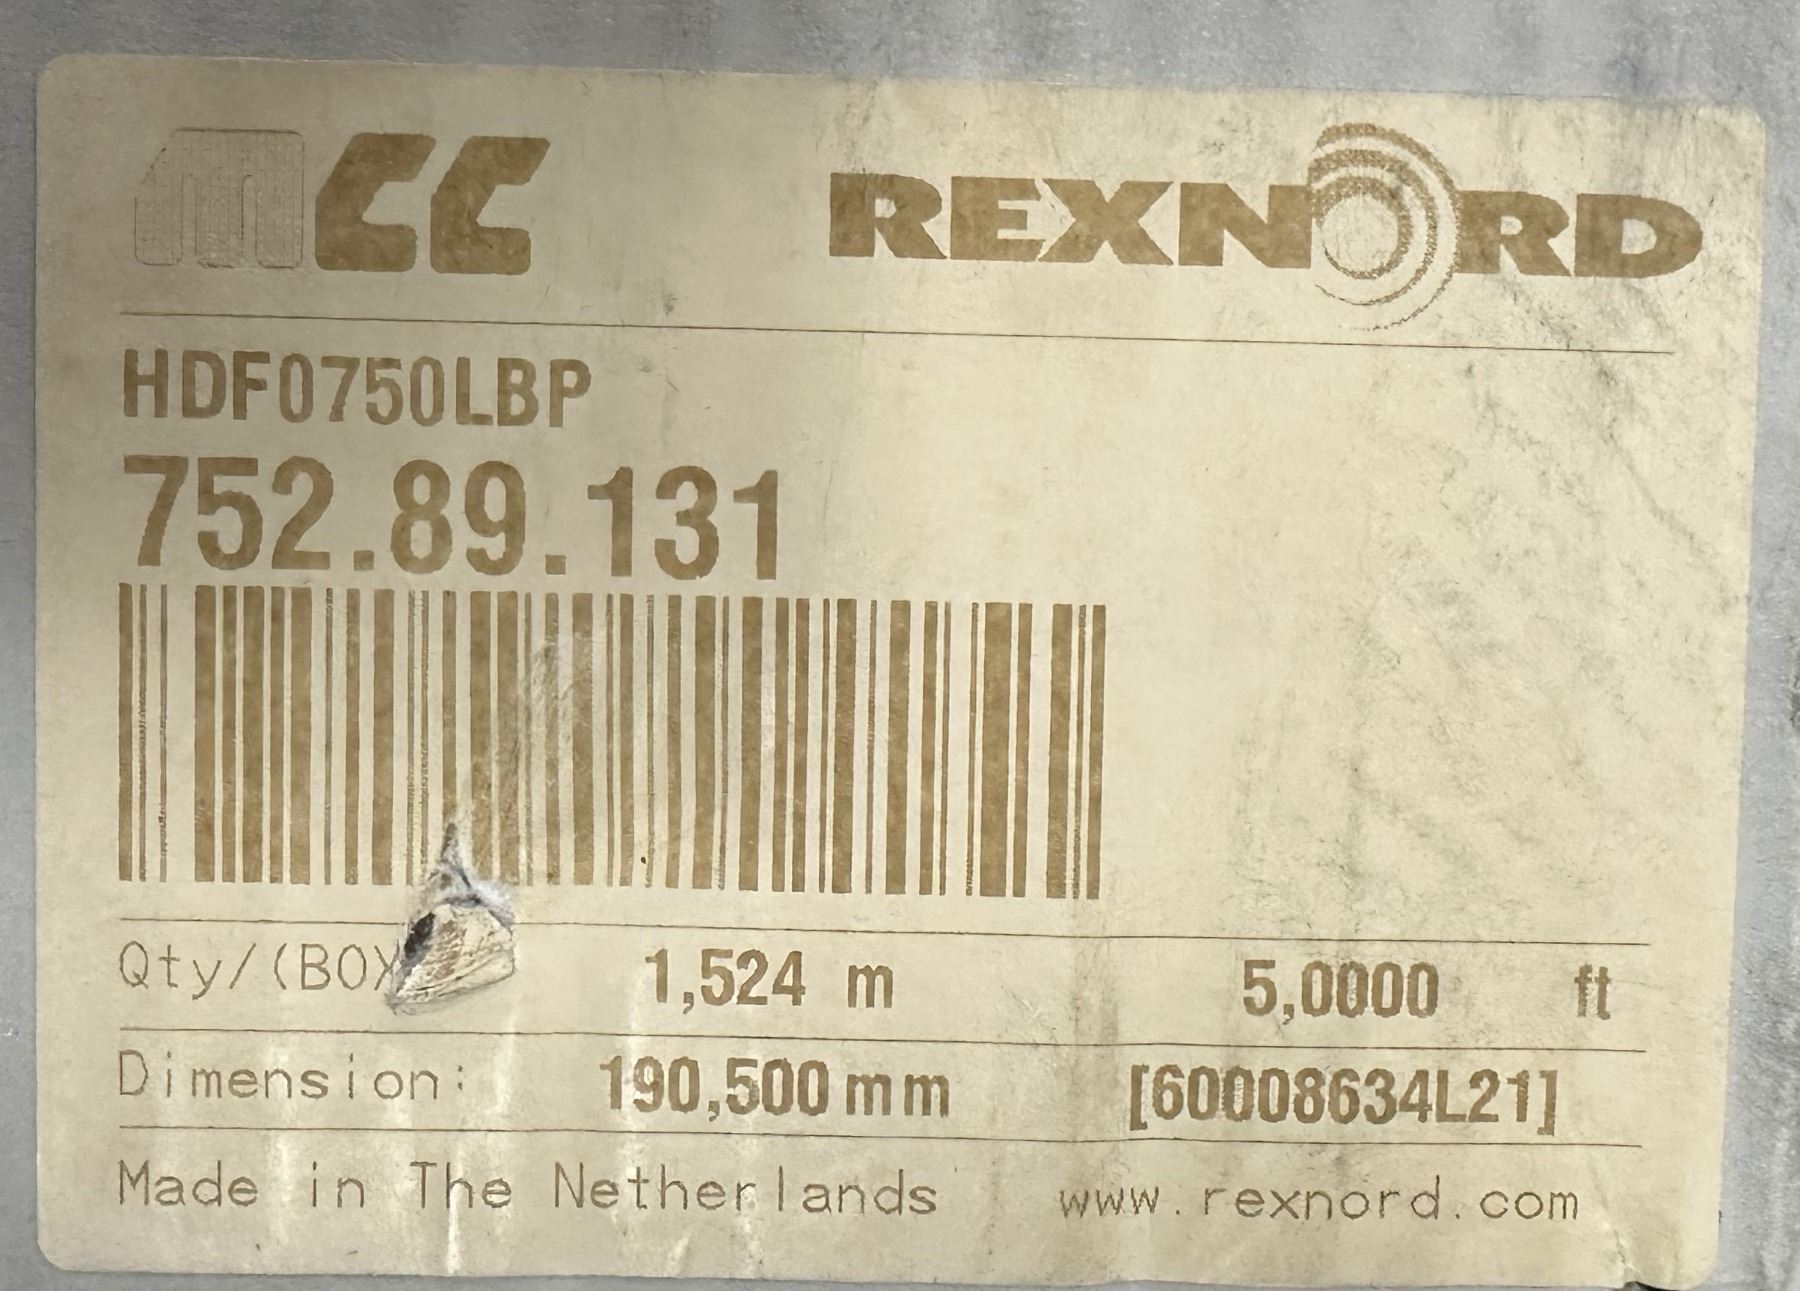 mcc REXNORD
HDF0750LBP
752.89.131
Qty/(BOX 1,524 m 5,0000 ft
Dimension: 190,500 mm [60008634L21]
Made in The Netherlands www.rexnord.com